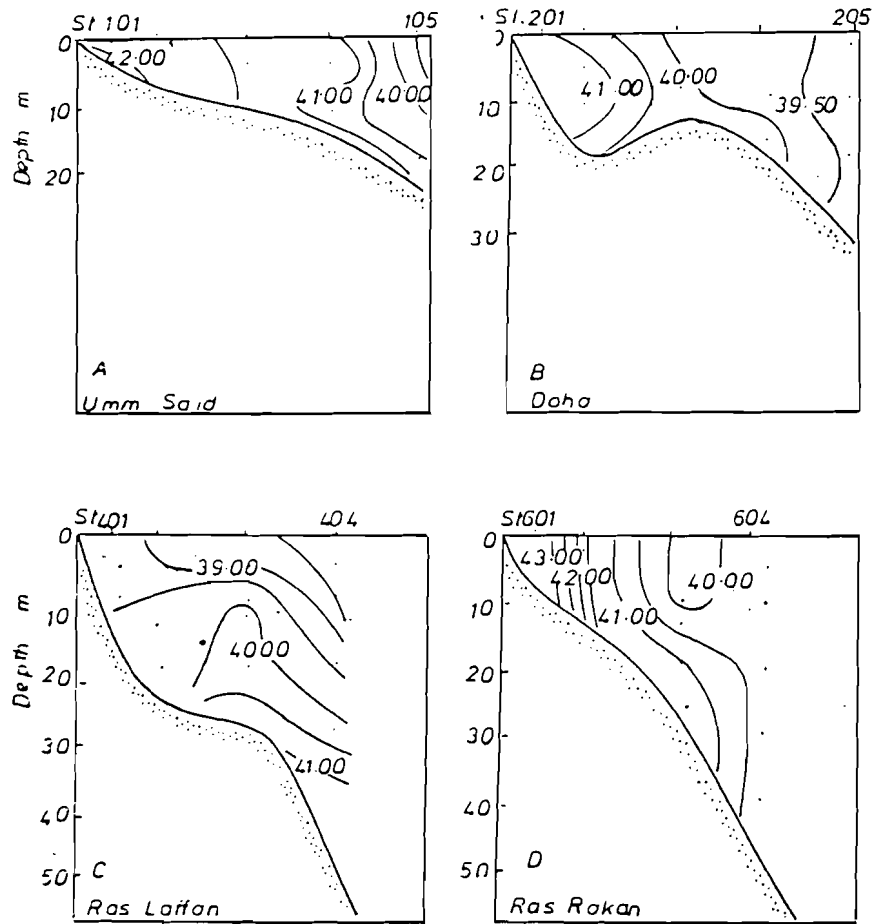 St 101 105
0
42.00 41.00 40.00
10
20
Depth m
A
Umm Said
St.201 205
0
41.00 40.00 39.50
10
20
30
B
Doha
St401 404
0
39.00
10
40.00
20
30
41.00
40
50
Depth m
C
Ras Laffan
St601 604
0
43.00 42.00 41.00 40.00
10
20
30
40
50
D
Ras Rakan